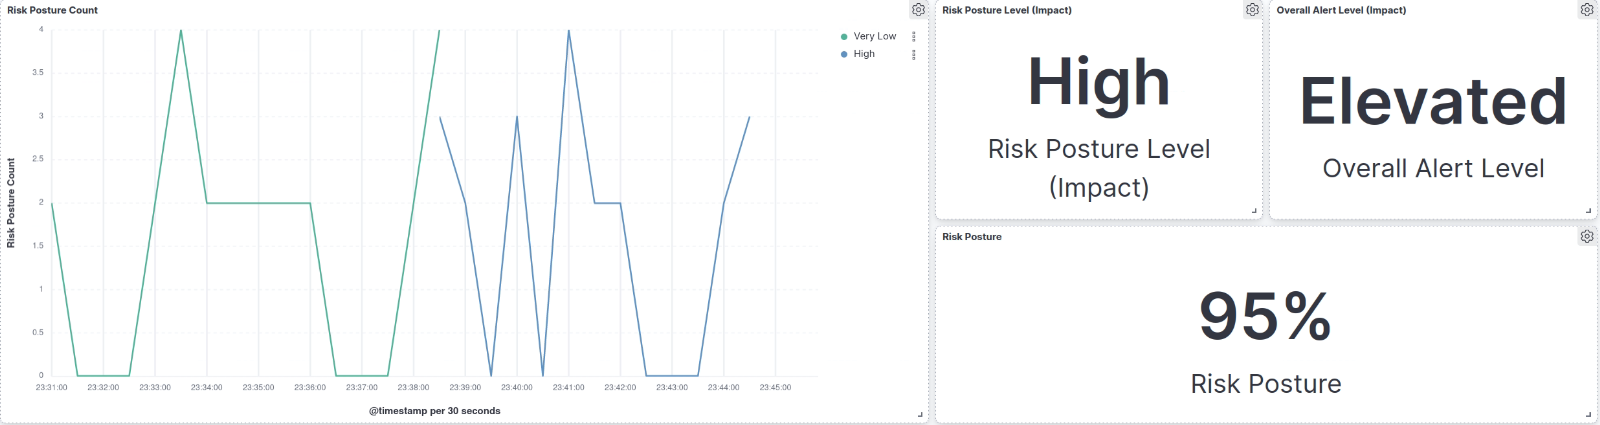 Risk Posture Count
4
3.5
3
2.5
2
1.5
1
0.5
0
Risk Posture Count
23:31:00 23:32:00 23:33:00 23:34:00 23:35:00 23:36:00 23:37:00 23:38:00 23:39:00 23:40:00 23:41:00 23:42:00 23:43:00 23:44:00 23:45:00
@timestamp per 30 seconds
Very Low
High
Risk Posture Level (Impact)
High
Risk Posture Level
(Impact)
Overall Alert Level (Impact)
Elevated
Overall Alert Level
Risk Posture
95%
Risk Posture